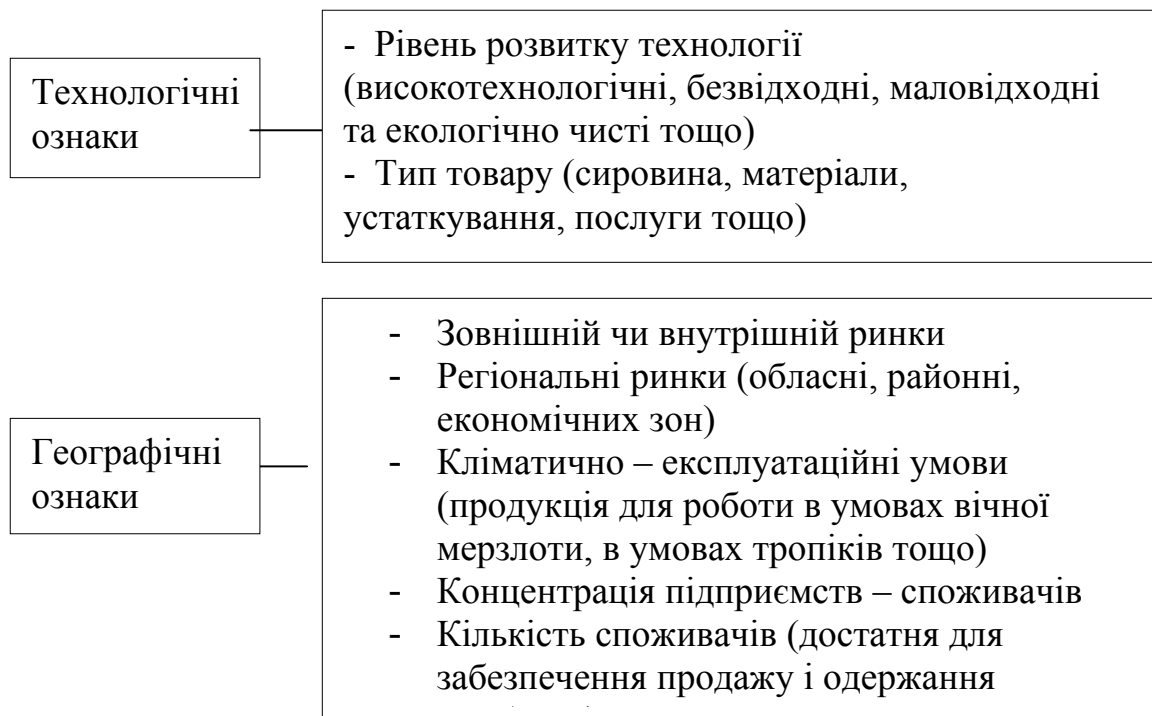 Технологічні
ознаки
- Рівень розвитку технології
(високотехнологічні, безвідходні, маловідходні
та екологічно чисті тощо)
- Тип товару (сировина, матеріали,
устаткування, послуги тощо)
Географічні
ознаки
- Зовнішній чи внутрішній ринки
- Регіональні ринки (обласні, районні,
економічних зон)
- Кліматично – експлуатаційні умови
(продукція для роботи в умовах вічної
мерзлоти, в умовах тропіків тощо)
- Концентрація підприємств – споживачів
- Кількість споживачів (достатня для
забезпечення продажу і одержання